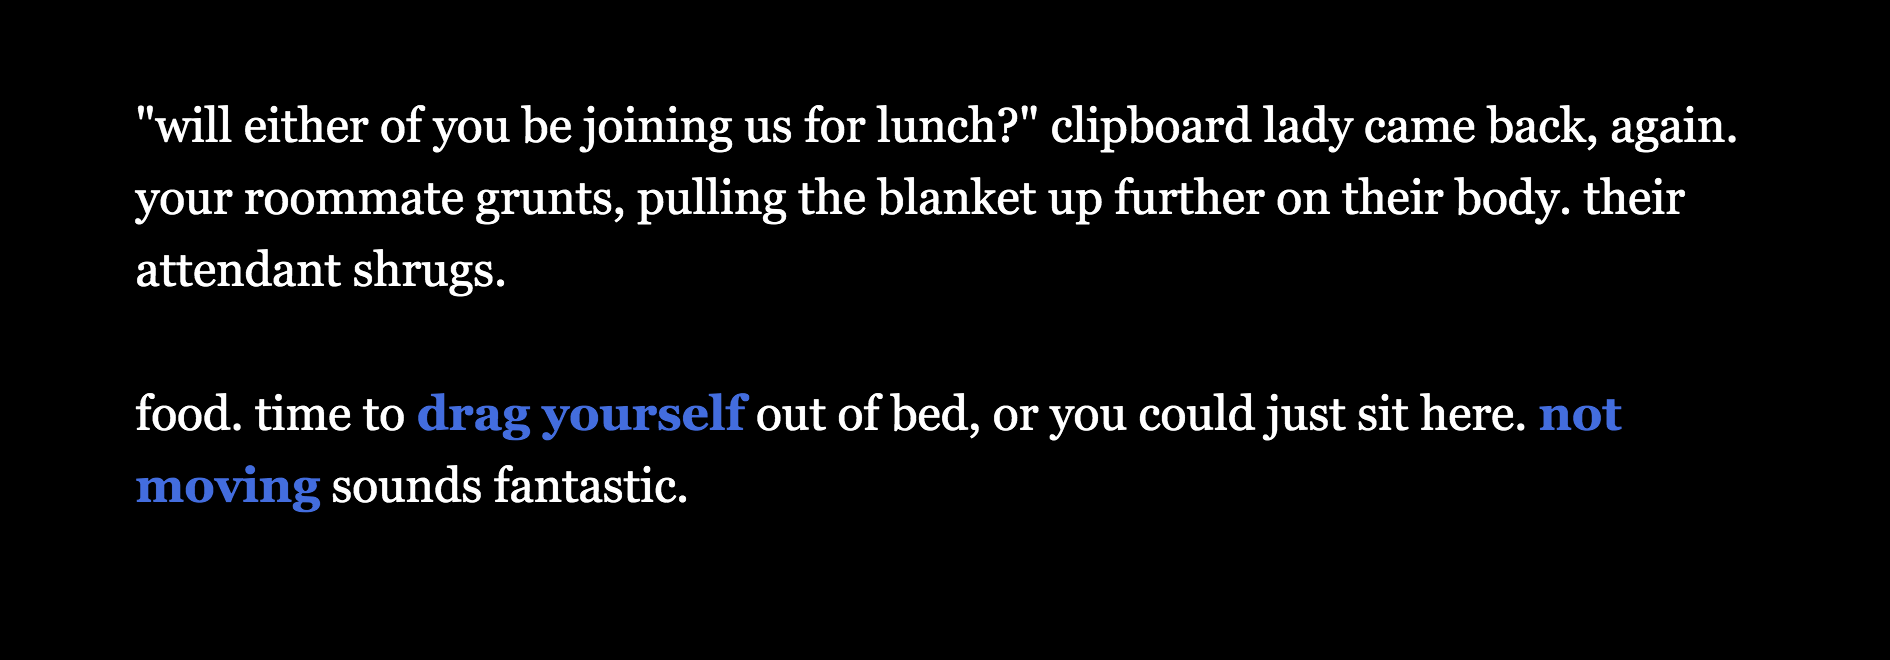 "will either of you be joining us for lunch?" clipboard lady came back, again.
your roommate grunts, pulling the blanket up further on their body. their
attendant shrugs.
food. time to drag yourself out of bed, or you could just sit here. not
moving sounds fantastic.